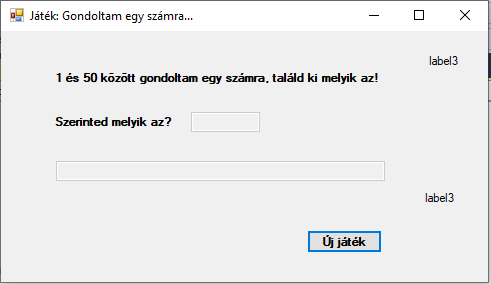 Játék: Gondoltam egy számra...
label3
1 és 50 között gondoltam egy számra, találd ki melyik az!
Szerinted melyik az?
label3
Új játék